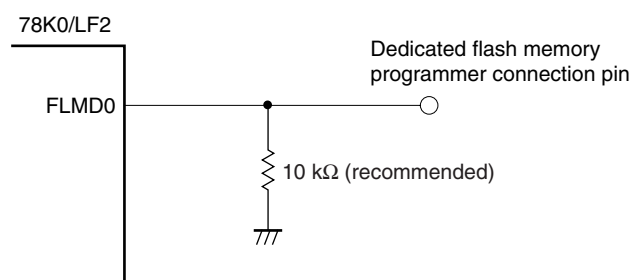 78K0/LF2
Dedicated flash memory
programmer connection pin
FLMD0
10 kΩ (recommended)